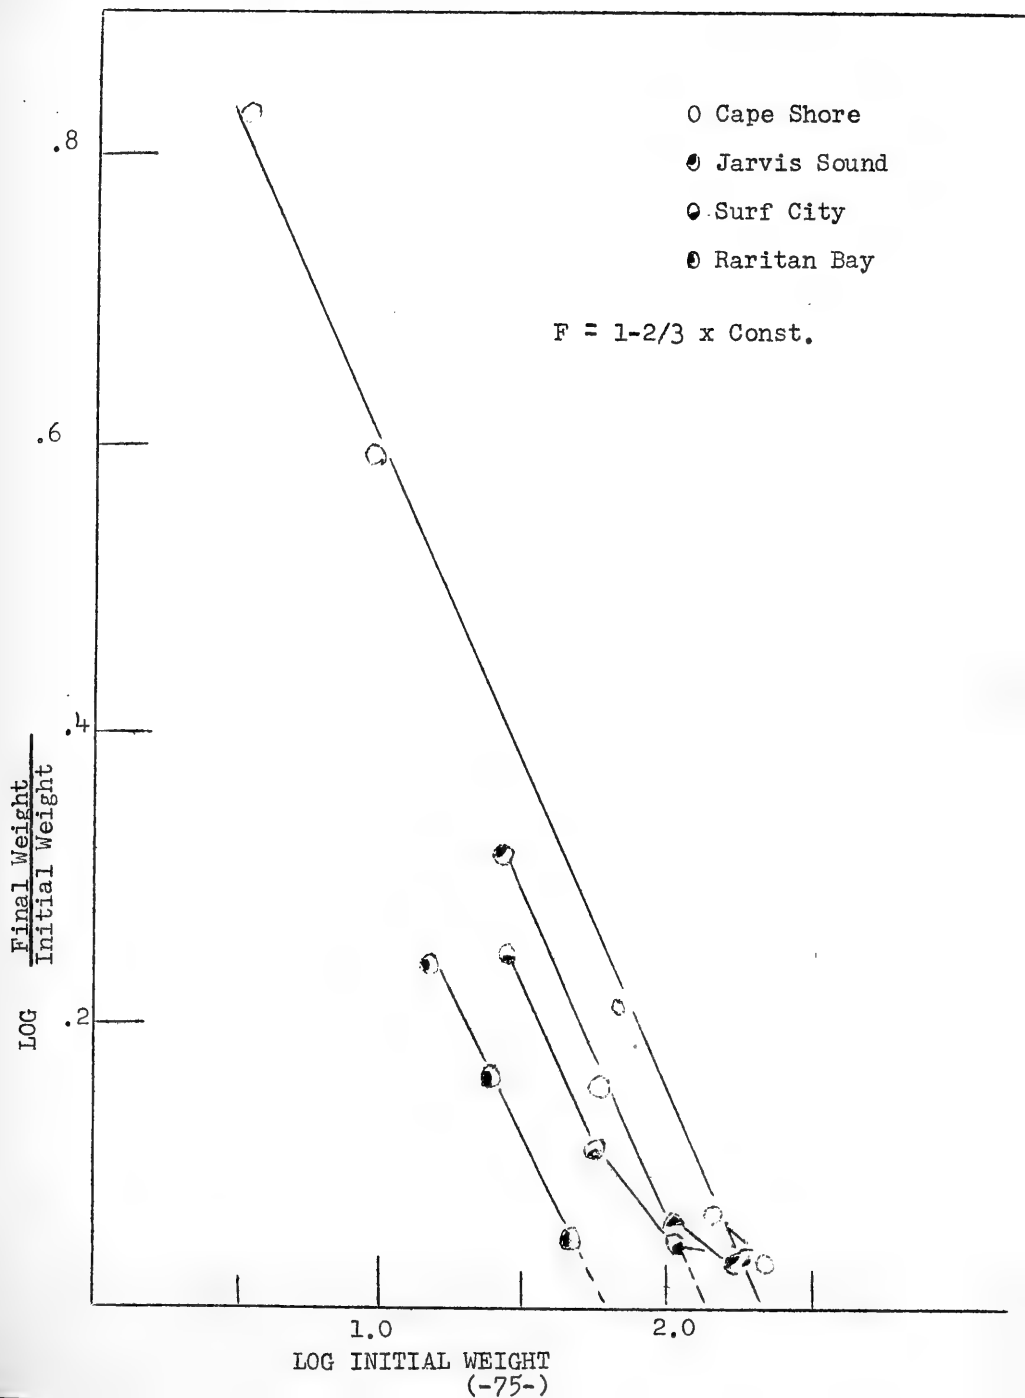 .8
.6
.4
.2
LOG Final Weight
Initial Weight
O Cape Shore
Jarvis Sound
Surf City
Raritan Bay
F = 1-2/3 x Const.
1.0
2.0
LOG INITIAL WEIGHT
(-75-)